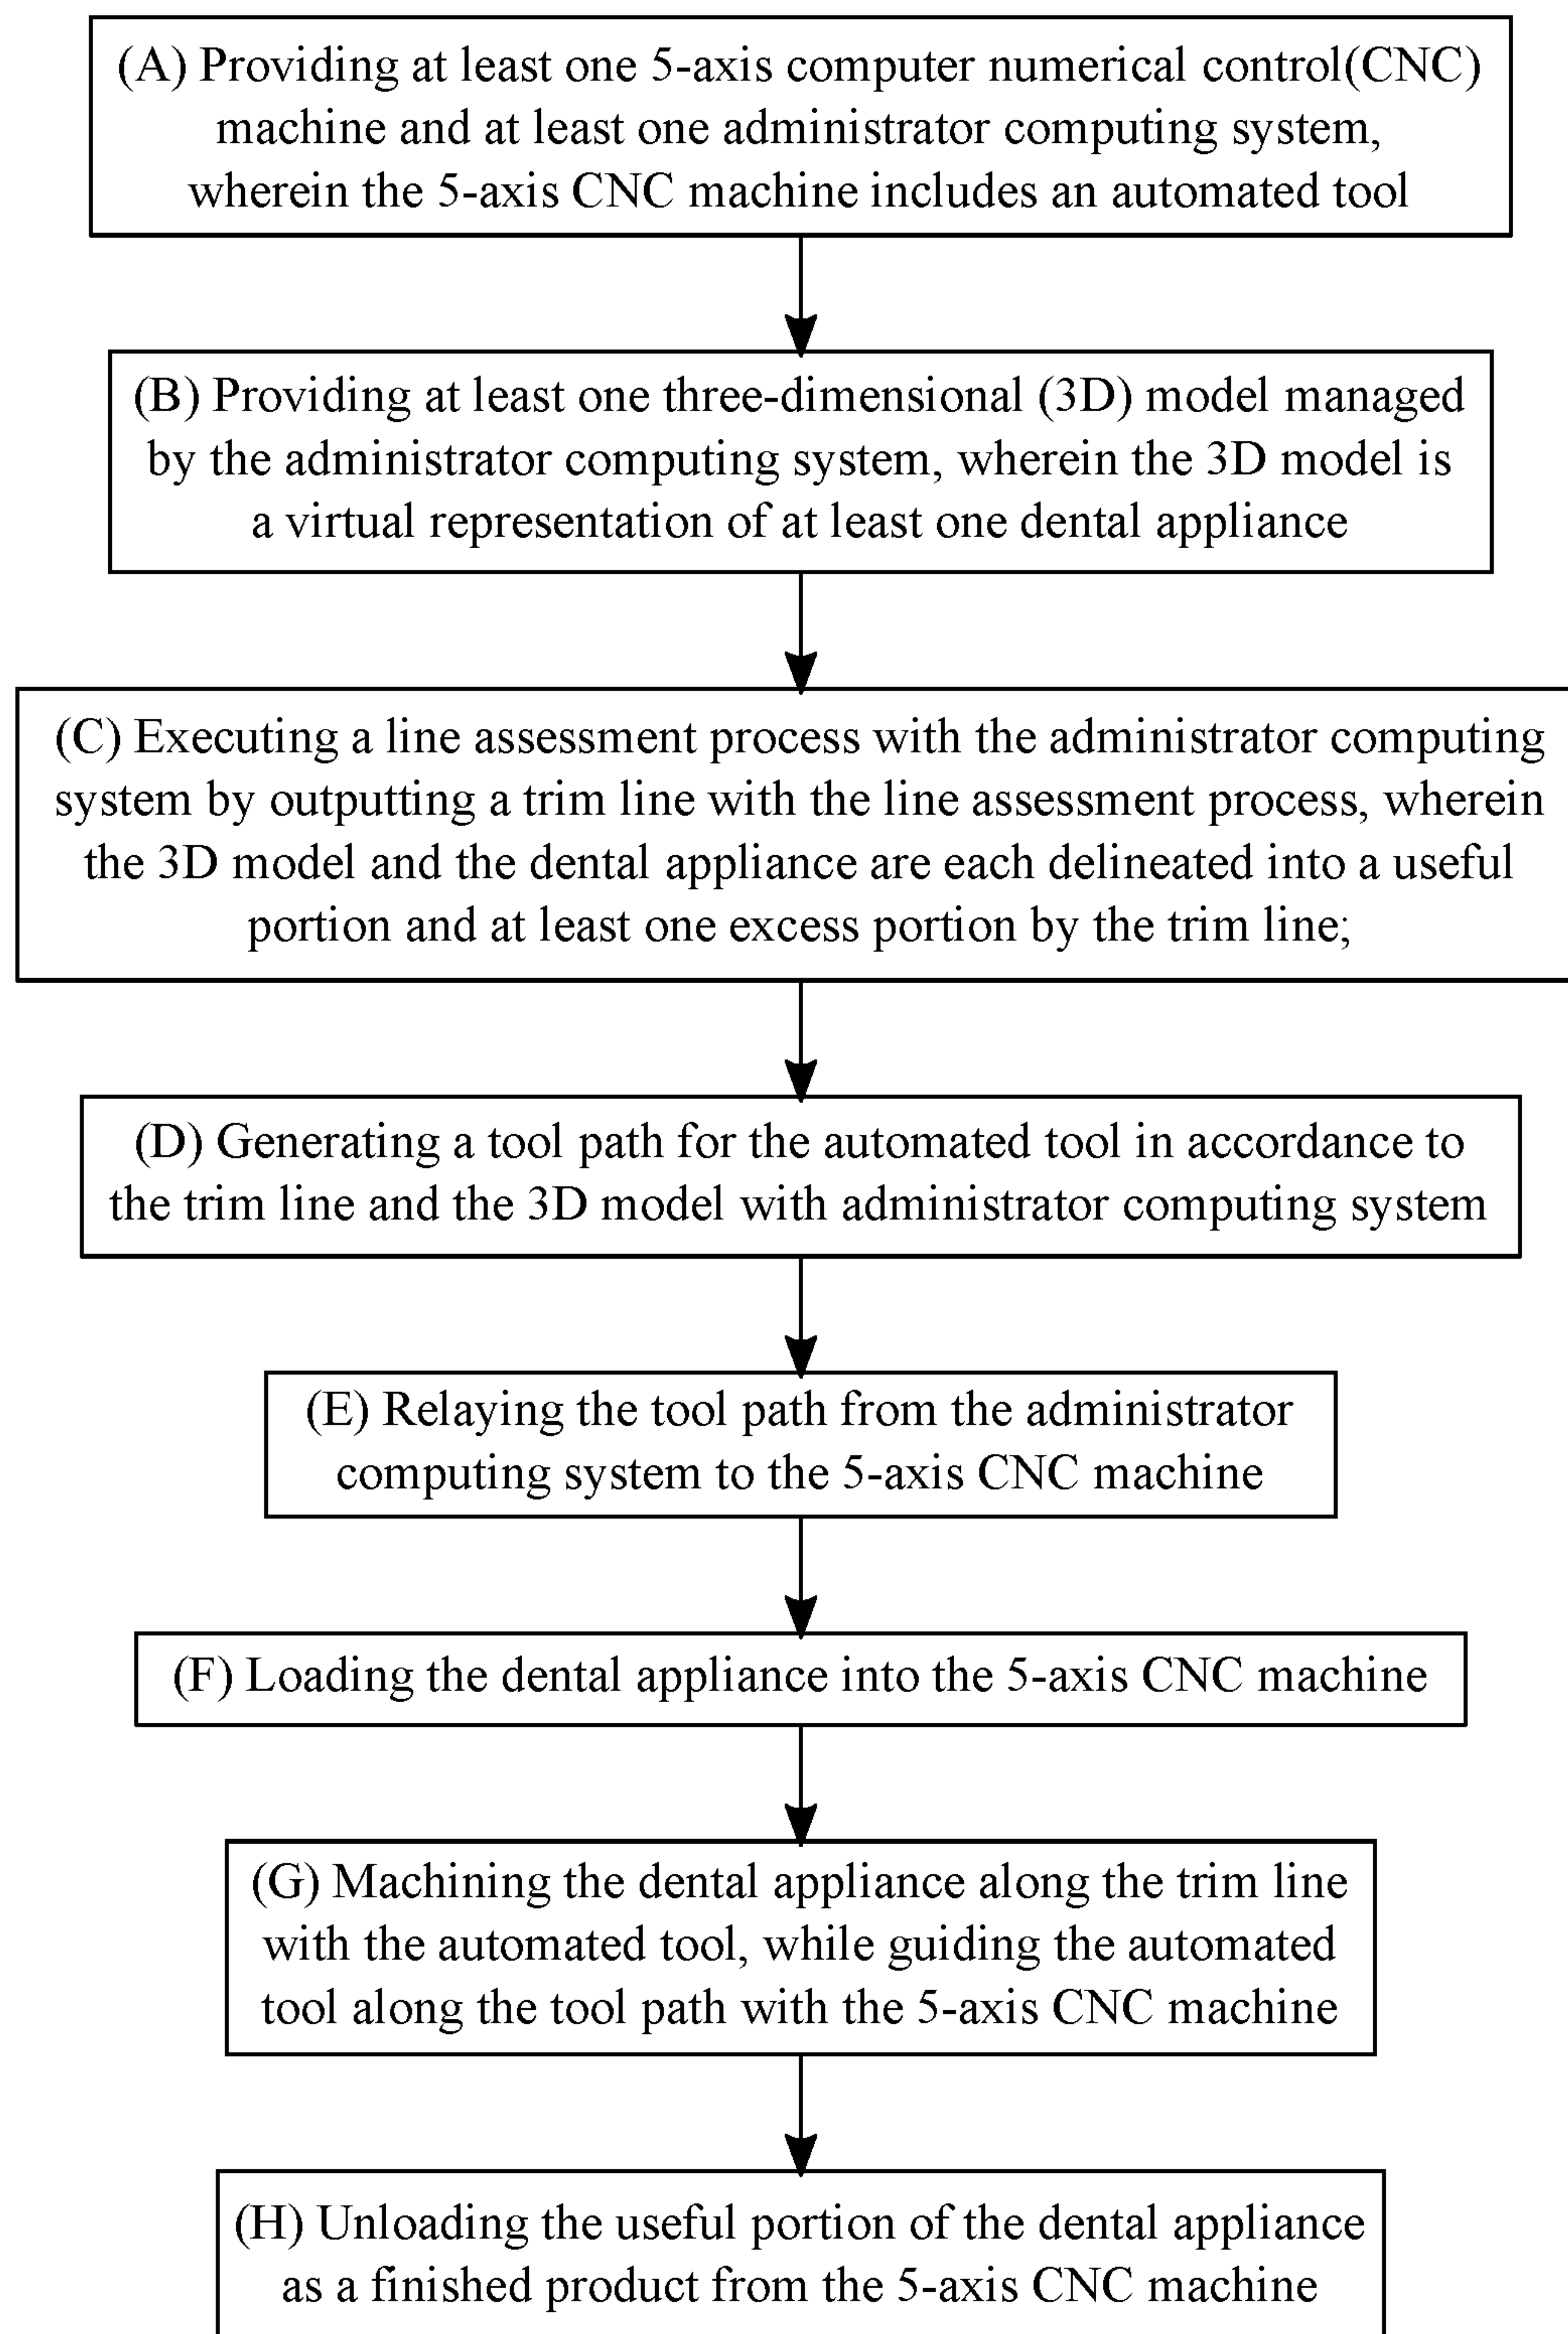 (A) Providing at least one 5-axis computer numerical control(CNC)
machine and at least one administrator computing system,
wherein the 5-axis CNC machine includes an automated tool
(B) Providing at least one three-dimensional (3D) model managed
by the administrator computing system, wherein the 3D model is
a virtual representation of at least one dental appliance
(C) Executing a line assessment process with the administrator computing
system by outputting a trim line with the line assessment process, wherein
the 3D model and the dental appliance are each delineated into a useful
portion and at least one excess portion by the trim line;
(D) Generating a tool path for the automated tool in accordance to
the trim line and the 3D model with administrator computing system
(E) Relaying the tool path from the administrator
computing system to the 5-axis CNC machine
(F) Loading the dental appliance into the 5-axis CNC machine
(G) Machining the dental appliance along the trim line
with the automated tool, while guiding the automated
tool along the tool path with the 5-axis CNC machine
(H) Unloading the useful portion of the dental appliance
as a finished product from the 5-axis CNC machine